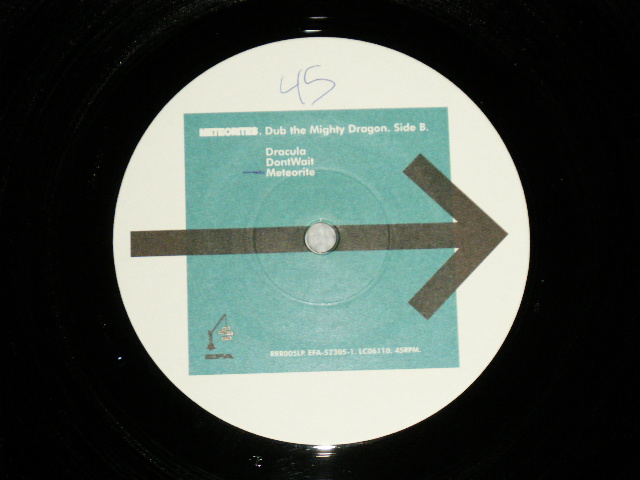 45
METEORITES. Dub the Mighty Dragon. Side B.
Dracula
DontWait
Meteorite
EFA
RRR005LP. EFA-52305-1. LC06110. 45RPM.